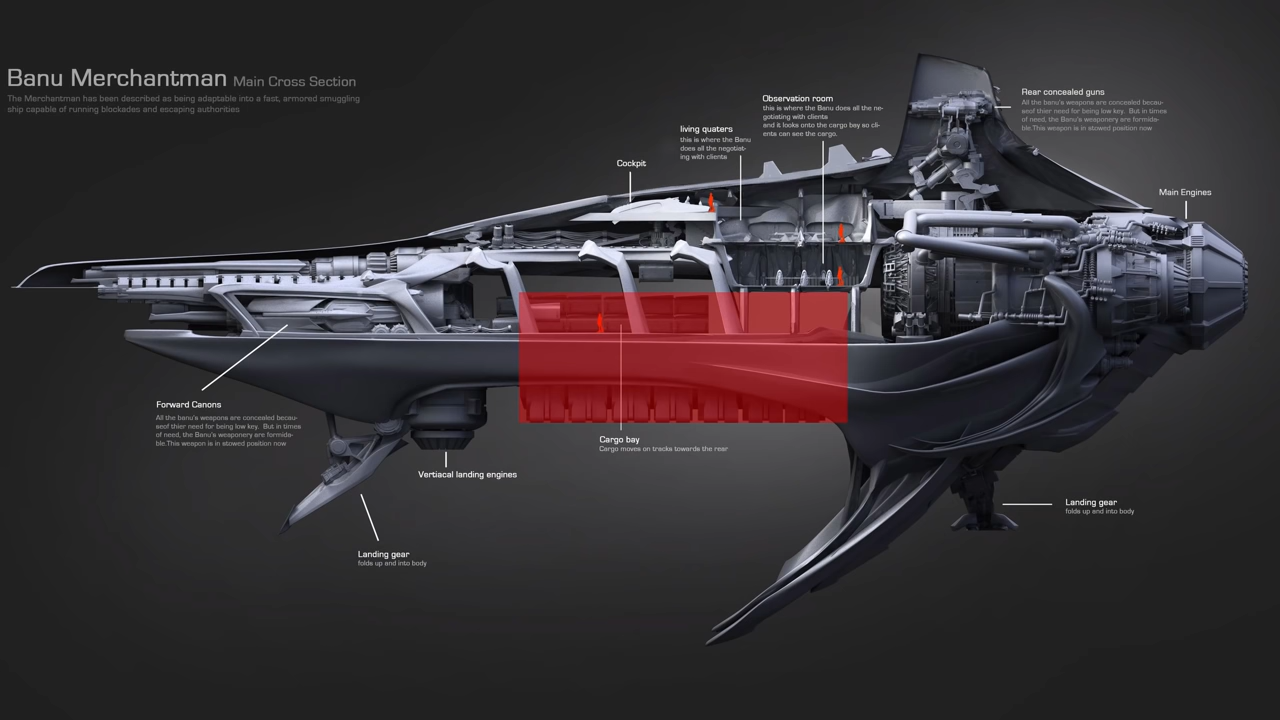 Banu Merchantman Main Cross Section
The Merchantman has been described as being adaptable into a fast, armored smuggling
ship capable of running blockades and escaping authorities
Observation room
this is where the Banu does all the ne-
gotiating with clients
and it looks onto the cargo bay so cli-
ents can see the cargo.
Rear concealed guns
All the banu's weapons are concealed becau-
seof thier need for being low key. But in times
of need, the Banu's weaponery are formida-
ble.This weapon is in stowed position now
living quaters
this is where the Banu
does all the negotiat-
ing with clients
Cockpit
Main Engines
Forward Canons
All the banu's weapons are concealed becau-
seof thier need for being low key. But in times
of need, the Banu's weaponery are formida-
ble.This weapon is in stowed position now
Cargo bay
Cargo moves on tracks towards the rear
Vertiacal landing engines
Landing gear
folds up and into body
Landing gear
folds up and into body